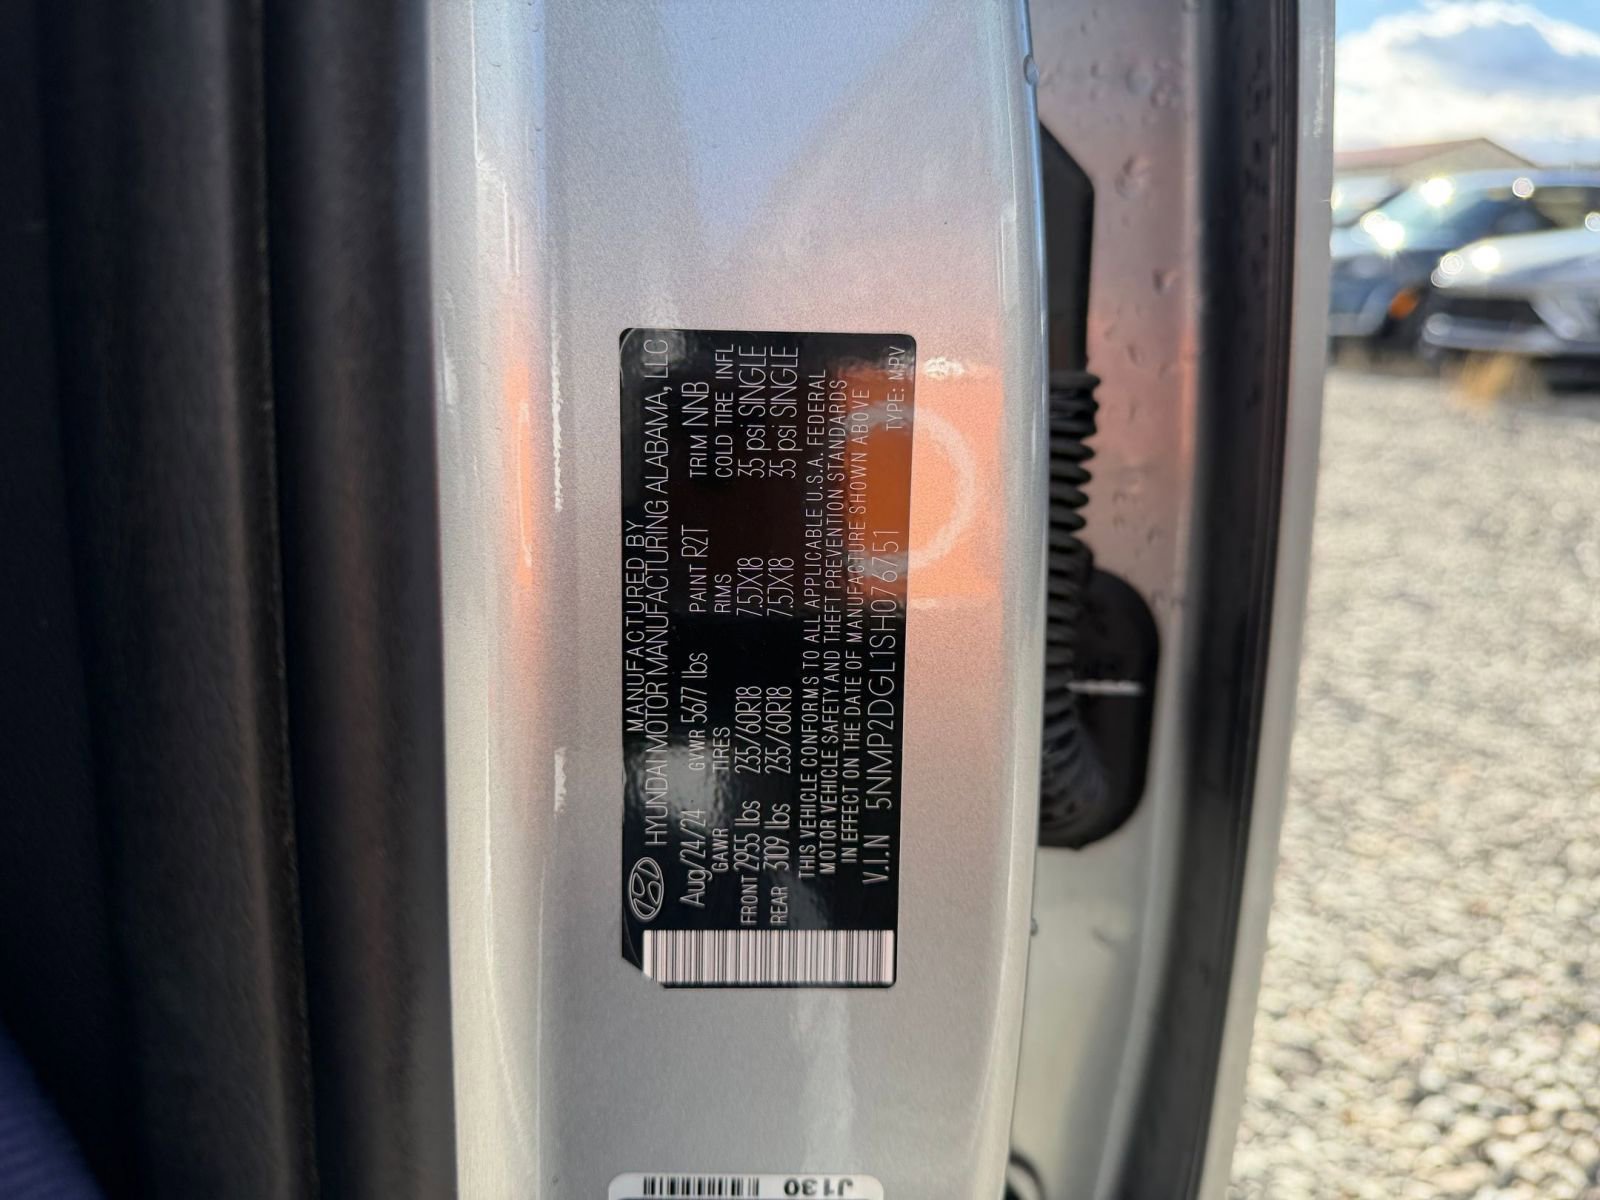 MANUFACTURED BY
HYUNDAI MOTOR MANUFACTURING ALABAMA, LLC
Aug/24/24 GVWR 5677 lbs PAINT R2T TRIM NNB
GAWR TIRES RIMS COLD TIRE INFL
FRONT 2955 lbs 235/60R18 7.5JX18 35 psi SINGLE
REAR 3109 lbs 235/60R18 7.5JX18 35 psi SINGLE
THIS VEHICLE CONFORMS TO ALL APPLICABLE U.S.A. FEDERAL
MOTOR VEHICLE SAFETY AND THEFT PREVENTION STANDARDS
IN EFFECT ON THE DATE OF MANUFACTURE SHOWN ABOVE
V.I.N 5NMP2DGL1SH076751 TYPE: MPV
J130